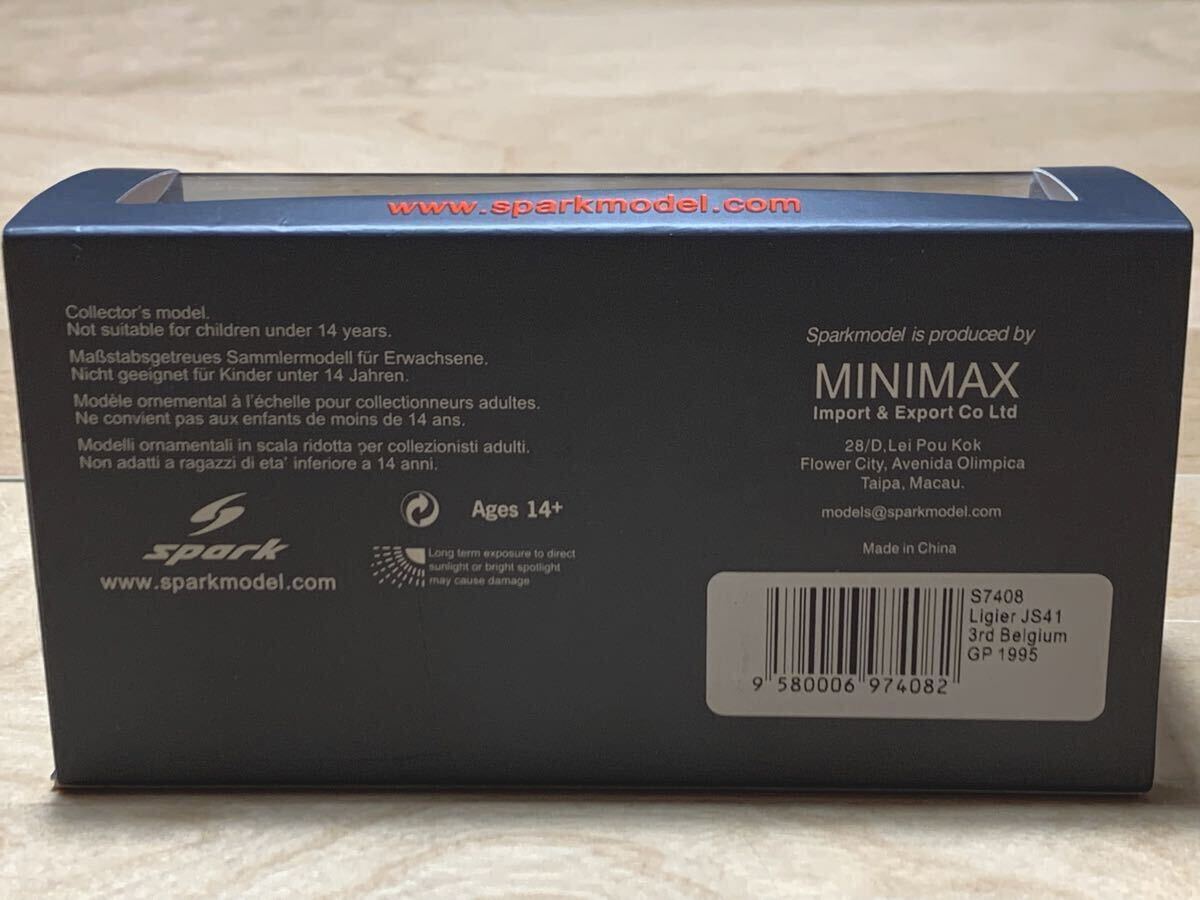 www.sparkmodel.com
Collector's model.
Not suitable for children under 14 years.
Maßstabsgetreues Sammlermodell für Erwachsene.
Nicht geeignet für Kinder unter 14 Jahren.
Modèle ornemental à l'échelle pour collectionneurs adultes.
Ne convient pas aux enfants de moins de 14 ans.
Modelli ornamentali in scala ridotta per collezionisti adulti.
Non adatti a ragazzi di eta' inferiore a 14 anni.
spark
www.sparkmodel.com
Ages 14+
Long term exposure to direct
sunlight or bright spotlight
may cause damage
Sparkmodel is produced by
MINIMAX
Import & Export Co Ltd
28/D,Lei Pou Kok
Flower City, Avenida Olimpica
Taipa, Macau.
models@sparkmodel.com
Made in China
S7408
Ligier JS41
3rd Belgium
GP 1995
9 580006 974082